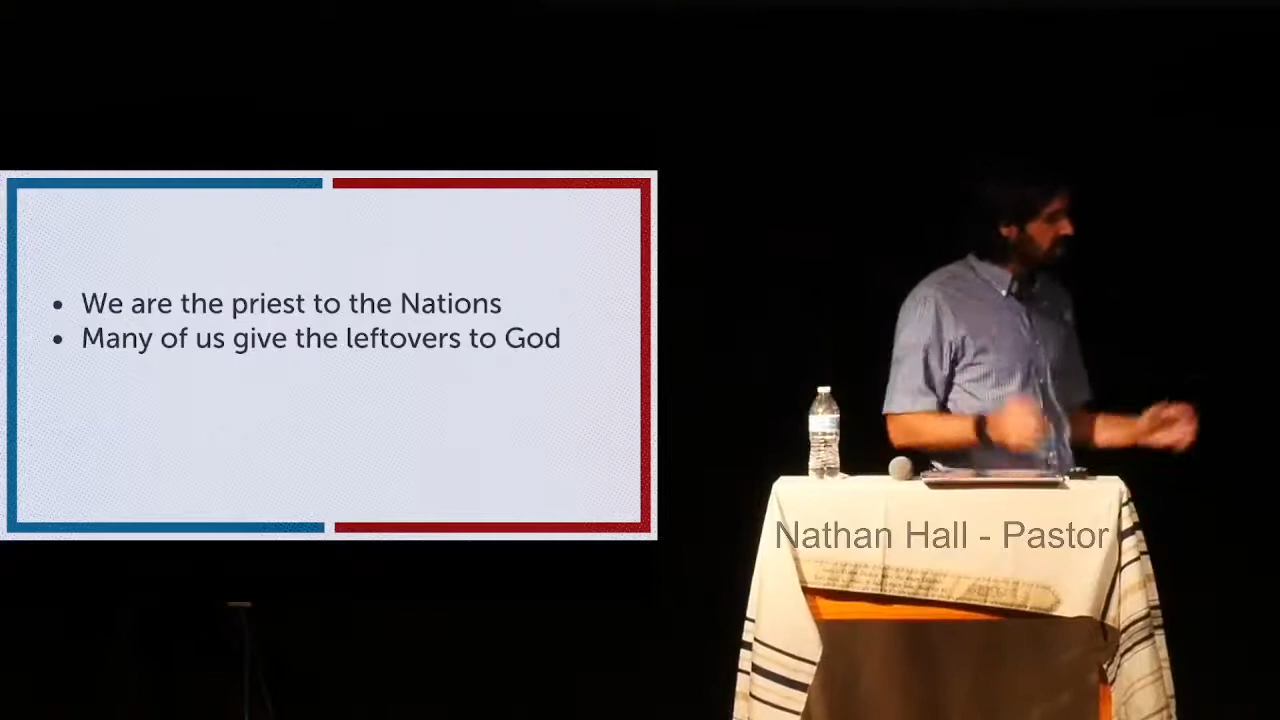 • We are the priest to the Nations
• Many of us give the leftovers to God
Nathan Hall - Pastor